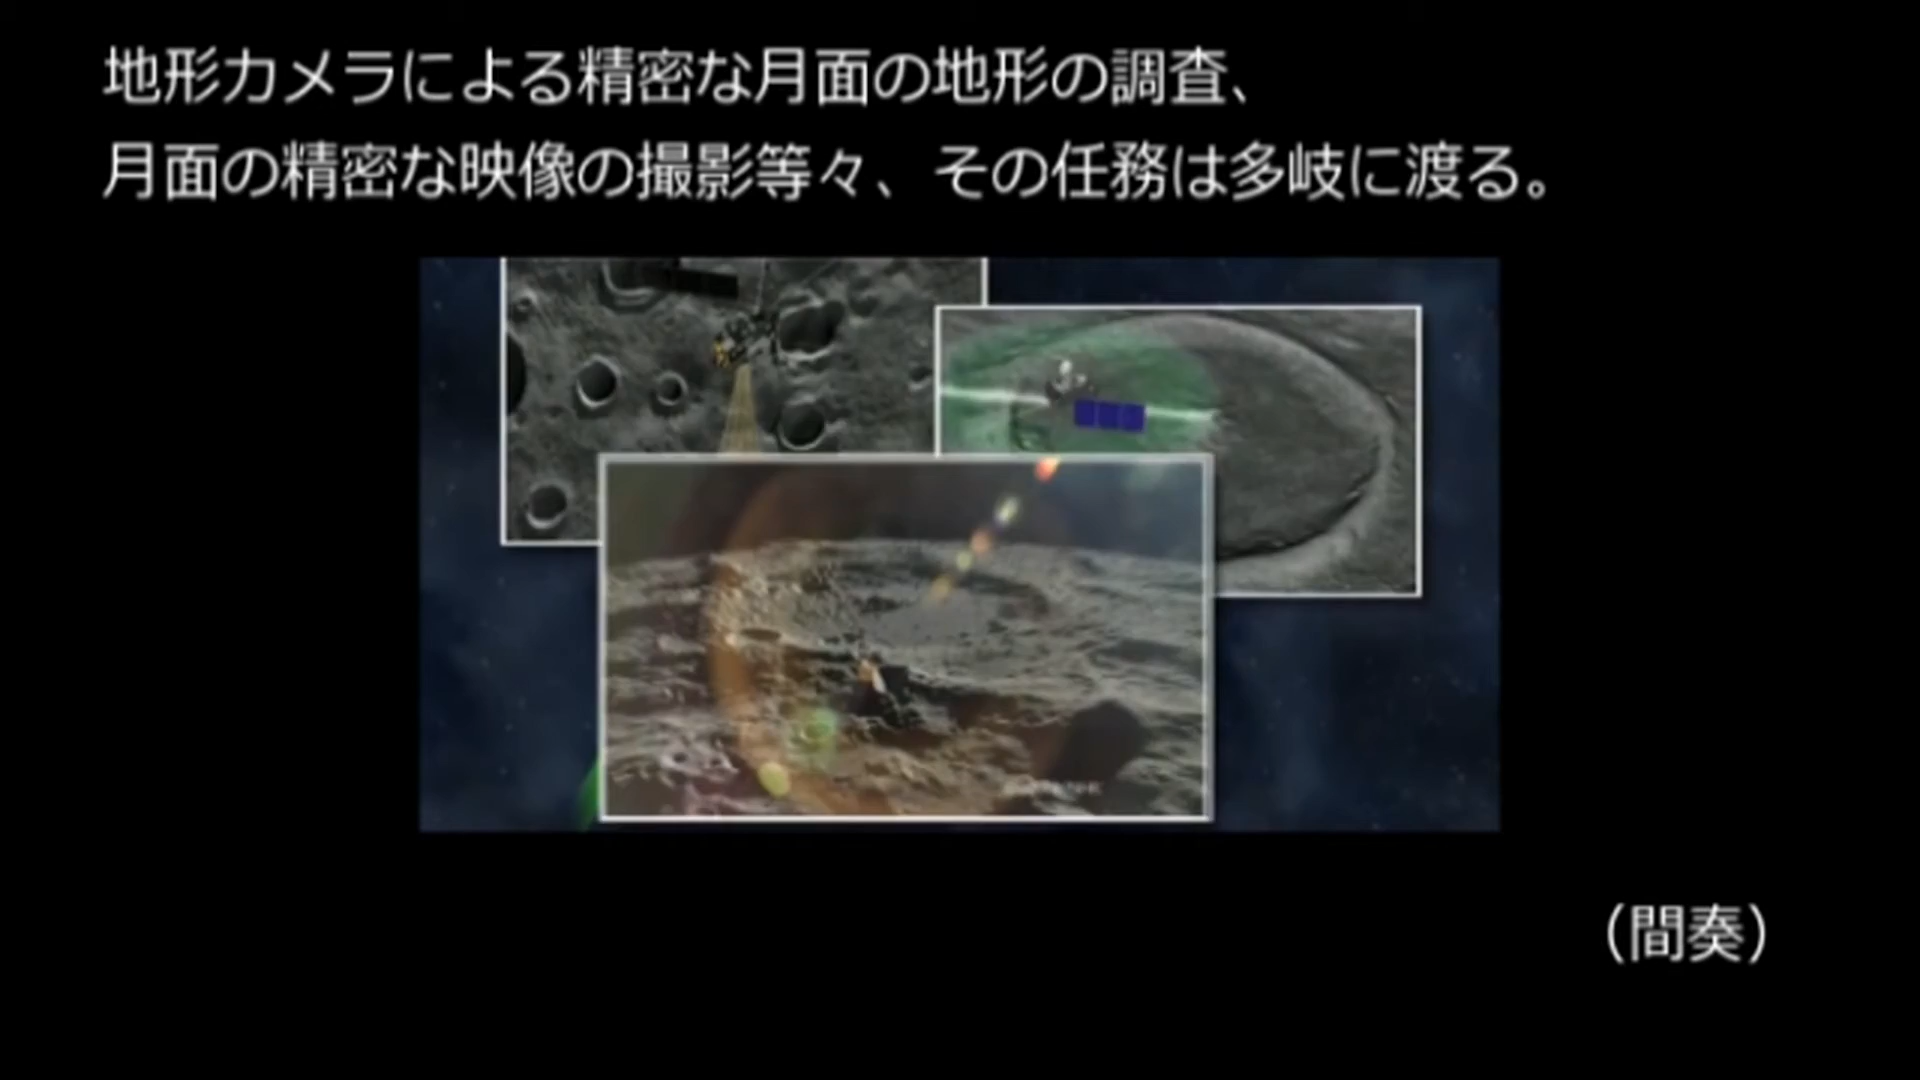 地形カメラによる精密な月面の地形の調査、
月面の精密な映像の撮影等々、その任務は多岐に渡る。
（間奏）